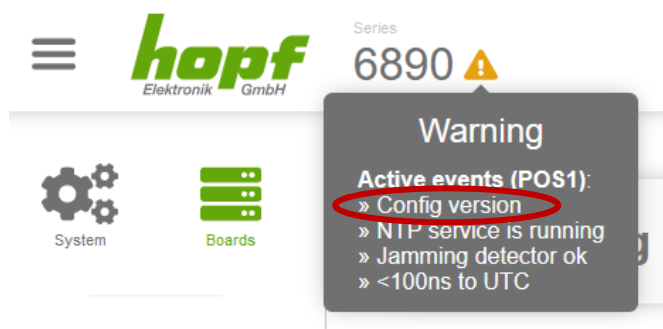 hopf
Elektronik GmbH
Series
6890
Warning
Active events (POS1):
» Config version
» NTP service is running
» Jamming detector ok
» <100ns to UTC
System
Boards
g